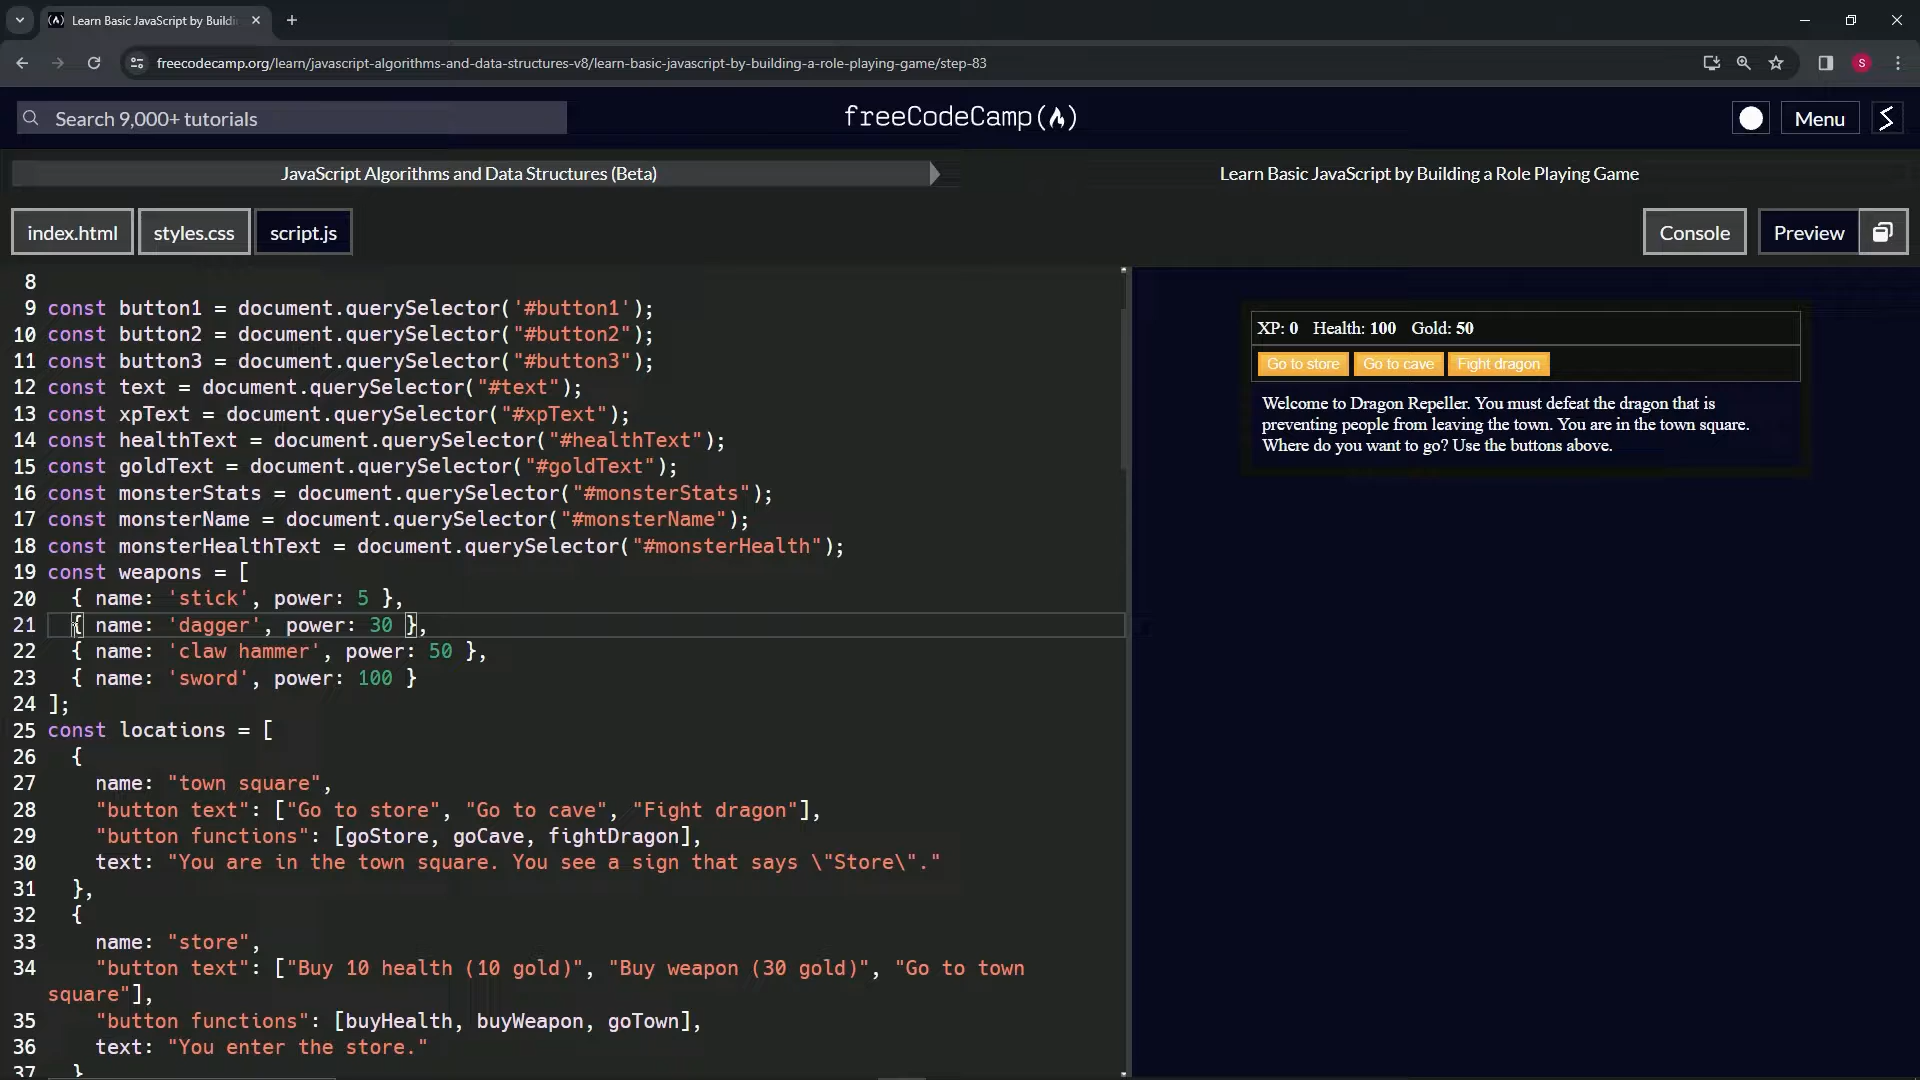 Learn Basic JavaScript by Buildi
freecodecamp.org/learn/javascript-algorithms-and-data-structures-v8/learn-basic-javascript-by-building-a-role-playing-game/step-83
S
Search 9,000+ tutorials
freeCodeCamp
Menu
JavaScript Algorithms and Data Structures (Beta)
Learn Basic JavaScript by Building a Role Playing Game
index.html
styles.css
script.js
Console
Preview
8
9 const button1 = document.querySelector('#button1');
10 const button2 = document.querySelector("#button2");
11 const button3 = document.querySelector("#button3");
12 const text = document.querySelector("#text");
13 const xpText = document.querySelector("#xpText");
14 const healthText = document.querySelector("#healthText");
15 const goldText = document.querySelector("#goldText");
16 const monsterStats = document.querySelector("#monsterStats");
17 const monsterName = document.querySelector("#monsterName");
18 const monsterHealthText = document.querySelector("#monsterHealth");
19 const weapons = [
20 { name: 'stick', power: 5 },
21 { name: 'dagger', power: 30 },
22 { name: 'claw hammer', power: 50 },
23 { name: 'sword', power: 100 }
24 ];
25 const locations = [
26 {
27 name: "town square",
28 "button text": ["Go to store", "Go to cave", "Fight dragon"],
29 "button functions": [goStore, goCave, fightDragon],
30 text: "You are in the town square. You see a sign that says \"Store\"."
31 },
32 {
33 name: "store",
34 "button text": ["Buy 10 health (10 gold)", "Buy weapon (30 gold)", "Go to town
square"],
35 "button functions": [buyHealth, buyWeapon, goTown],
36 text: "You enter the store."
37 }
XP: 0 Health: 100 Gold: 50
Go to store Go to cave Fight dragon
Welcome to Dragon Repeller. You must defeat the dragon that is
preventing people from leaving the town. You are in the town square.
Where do you want to go? Use the buttons above.